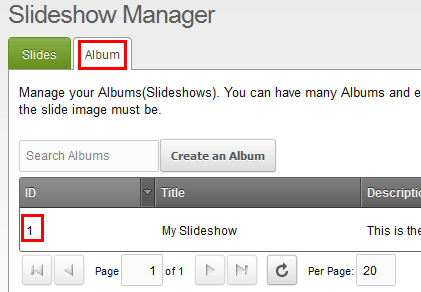 Slideshow Manager
Slides Album
Manage your Albums(Slideshows). You can have many Albums and e
the slide image must be.
Search Albums Create an Album
ID Title Descriptio
1 My Slideshow This is the
Page 1 of 1 Per Page: 20